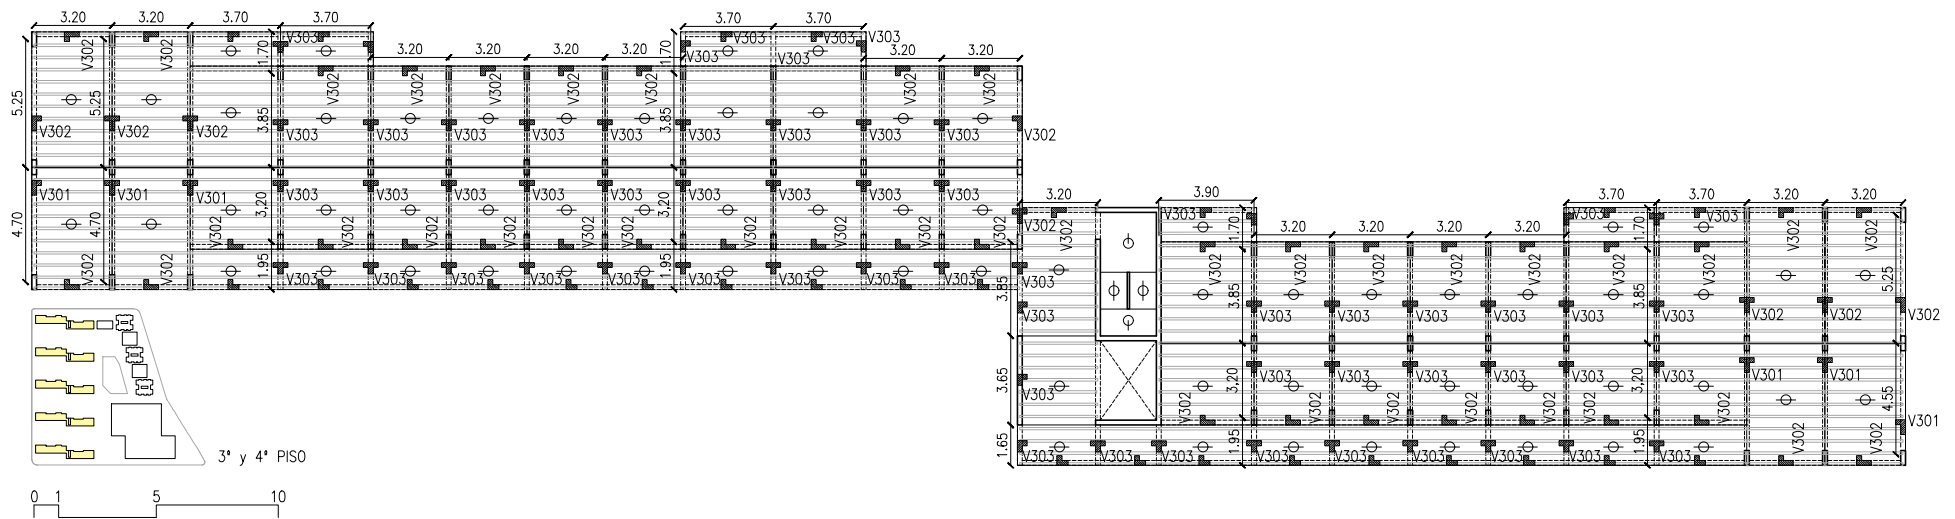 3.20 3.20 3.70 3.70 3.70 3.70
V302 V302 V303 V303 V303 V303
3.20 3.20 3.20 3.20 3.20 3.20
1.70 1.70 V303 V303
V302 V302 V302 V302 V302 V302 V302
5.25 5.25 3.85 3.85
V302 V302 V302 V303 V303 V303 V303 V303 V303 V303 V303 V303 V302
V301 V301 V301 V303 V303 V303 V303 V303 V303 V303 V303 V303
4.70 4.70 3,20 3,20
V302 V302 V302 V302 V302 V302 V302 V302 V302 V302
V302 V302 1.95 1.95
V303 V303 V303 V303 V303 V303 V303 V303 V303
3.20 3.90 3.70 3.70 3.20 3.20
V302 V302 V303 V303 V303 V302 V302
3.20 3.20 3.20 3.20
1.70 1.70
V302 V302 V302 V302 V302 V302
V303 3.85 3.85 3.85 5.25
V303 V303 V303 V303 V303 V303 V303 V302 V302 V302
3.65 3,20 3,20 4.55
V303 V303 V303 V303 V303 V303 V303 V301 V301 V301
V302 V302 V302 V302 V302 V302 V302
1.65 1.95 1.95 V302 V302
V303 V303 V303 V303 V303 V303 V303 V303 V303
3° y 4° PISO
0 1 5 10